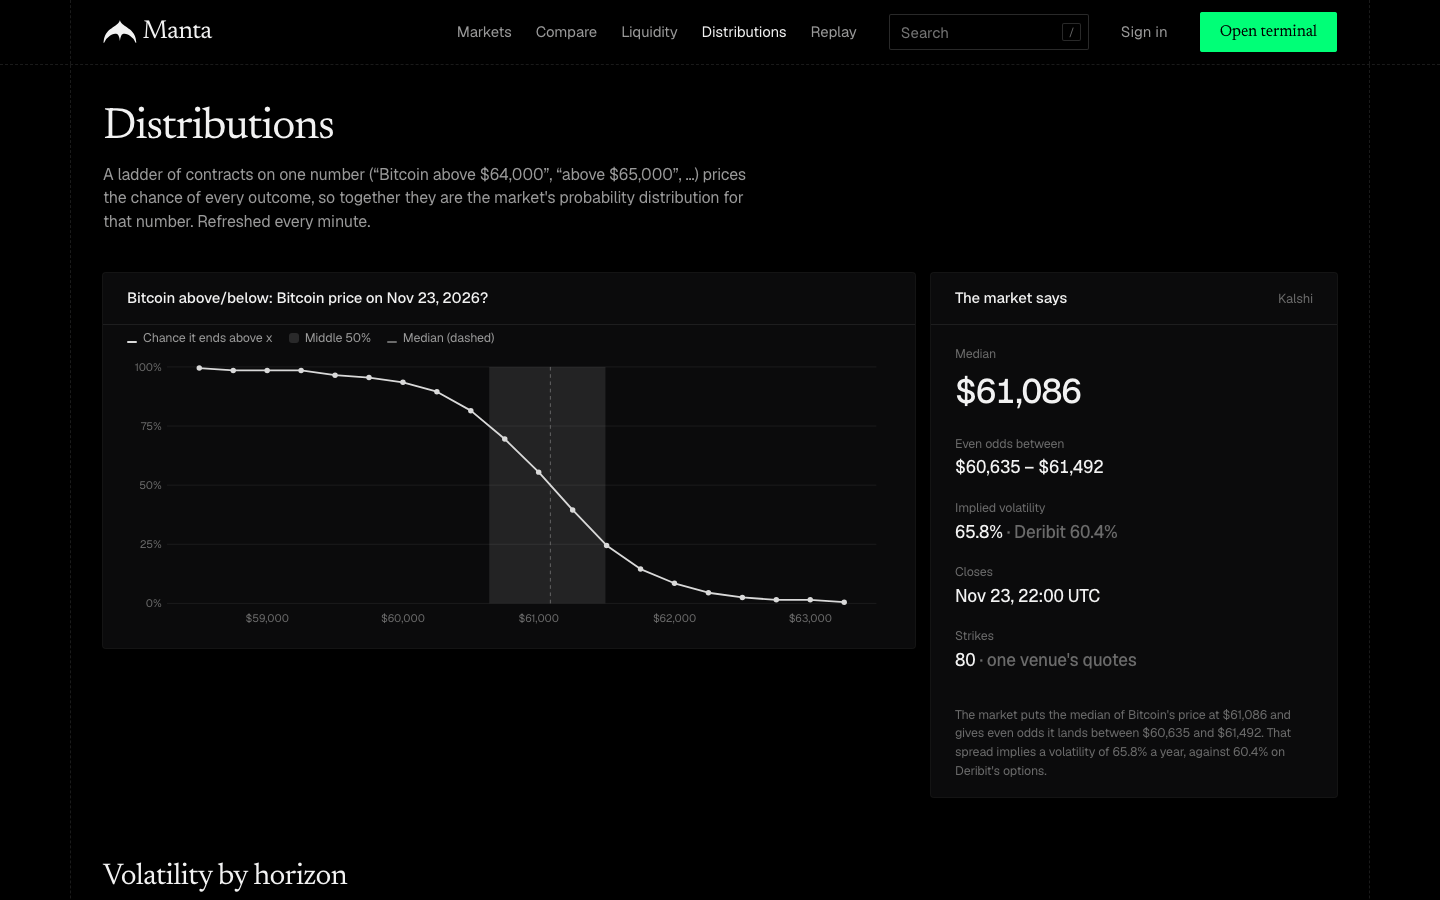 Manta
Markets Compare Liquidity Distributions Replay Search / Sign in Open terminal
Distributions
A ladder of contracts on one number (“Bitcoin above $64,000”, “above $65,000”, ...) prices
the chance of every outcome, so together they are the market's probability distribution for
that number. Refreshed every minute.
Bitcoin above/below: Bitcoin price on Nov 23, 2026?
Chance it ends above x Middle 50% Median (dashed)
100%
75%
50%
25%
0%
$59,000 $60,000 $61,000 $62,000 $63,000
The market says Kalshi
Median
$61,086
Even odds between
$60,635 – $61,492
Implied volatility
65.8% · Deribit 60.4%
Closes
Nov 23, 22:00 UTC
Strikes
80 · one venue's quotes
The market puts the median of Bitcoin's price at $61,086 and
gives even odds it lands between $60,635 and $61,492. That
spread implies a volatility of 65.8% a year, against 60.4% on
Deribit's options.
Volatility by horizon